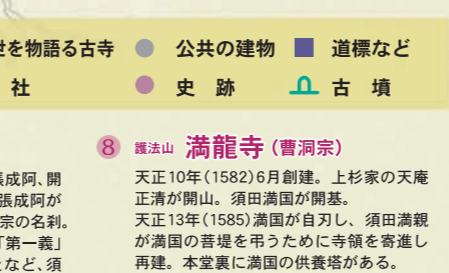 世を物語る古寺 公共の建物 道標など
社 史 跡 古 墳
8 護法山 満龍寺(曹洞宗)
長成阿、開
張成阿が
宗の名刹。
「第一義」
など、須
天正10年(1582)6月創建。上杉家の天庵
正清が開山。須田満国が開基。
天正13年(1585)満国が自刃し、須田満親
が満国の菩提を弔うために寺領を寄進し
再建。本堂裏に満国の供養塔がある。